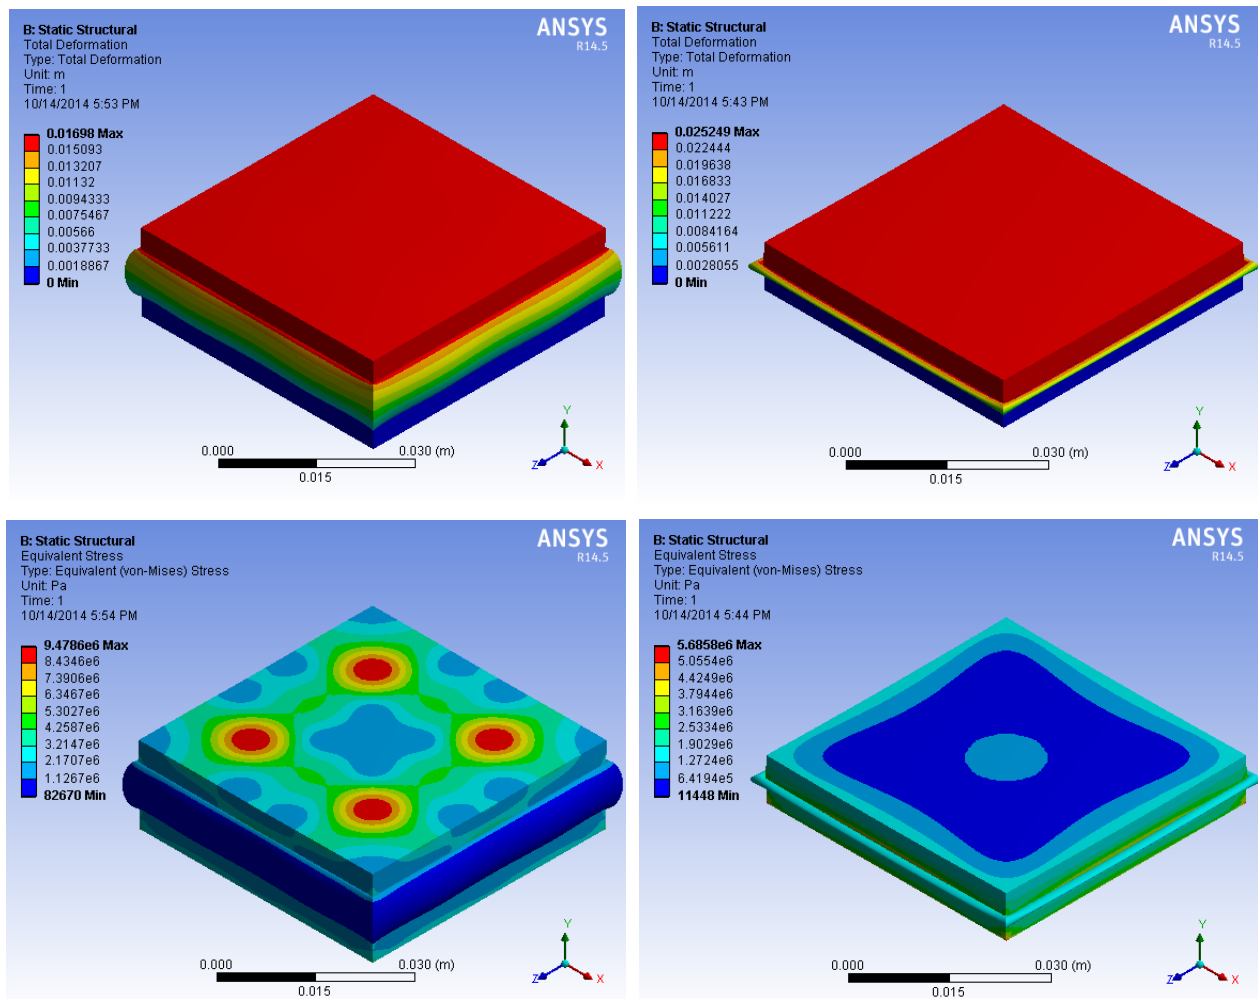 B: Static Structural
Total Deformation
Type: Total Deformation
Unit: m
Time: 1
10/14/2014 5:53 PM
ANSYS
R14.5
0.01698 Max
0.015093
0.013207
0.01132
0.0094333
0.0075467
0.00566
0.0037733
0.0018867
0 Min
0.000
0.030 (m)
0.015
Y
Z
X
B: Static Structural
Total Deformation
Type: Total Deformation
Unit: m
Time: 1
10/14/2014 5:43 PM
ANSYS
R14.5
0.025249 Max
0.022444
0.019638
0.016833
0.014027
0.011222
0.0084164
0.005611
0.0028055
0 Min
0.000
0.030 (m)
0.015
Y
Z
X
B: Static Structural
Equivalent Stress
Type: Equivalent (von-Mises) Stress
Unit: Pa
Time: 1
10/14/2014 5:54 PM
ANSYS
R14.5
9.4786e6 Max
8.4346e6
7.3906e6
6.3467e6
5.3027e6
4.2587e6
3.2147e6
2.1707e6
1.1267e6
82670 Min
0.000
0.030 (m)
0.015
Y
Z
X
B: Static Structural
Equivalent Stress
Type: Equivalent (von-Mises) Stress
Unit: Pa
Time: 1
10/14/2014 5:44 PM
ANSYS
R14.5
5.6858e6 Max
5.0554e6
4.4249e6
3.7944e6
3.1639e6
2.5334e6
1.9029e6
1.2724e6
6.4194e5
11448 Min
0.000
0.030 (m)
0.015
Y
Z
X